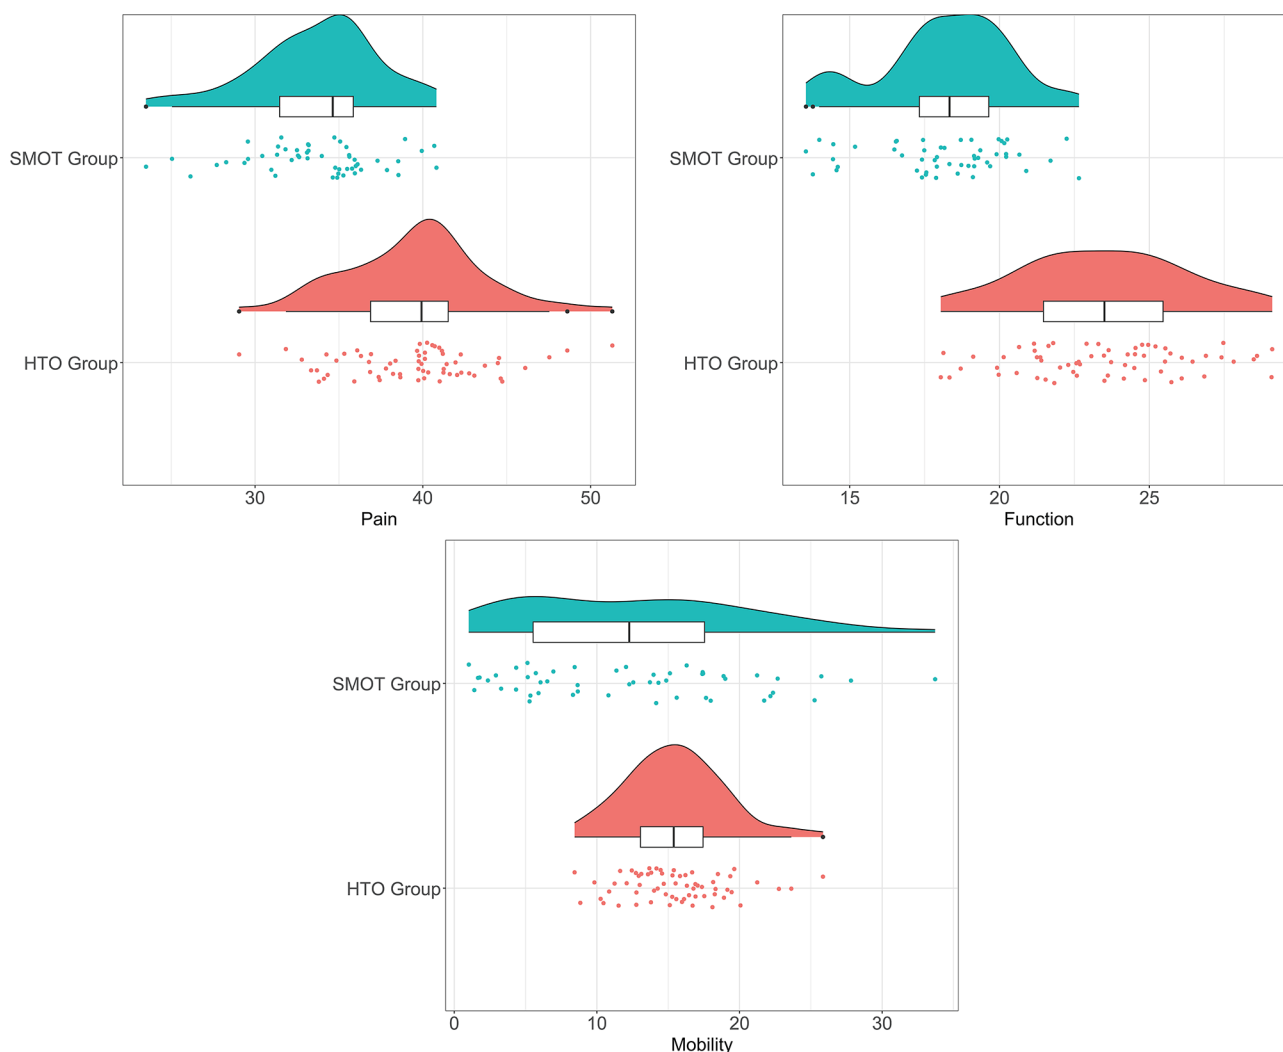 SMOT Group
HTO Group
30 40 50
Pain
SMOT Group
HTO Group
15 20 25
Function
SMOT Group
HTO Group
0 10 20 30
Mobility